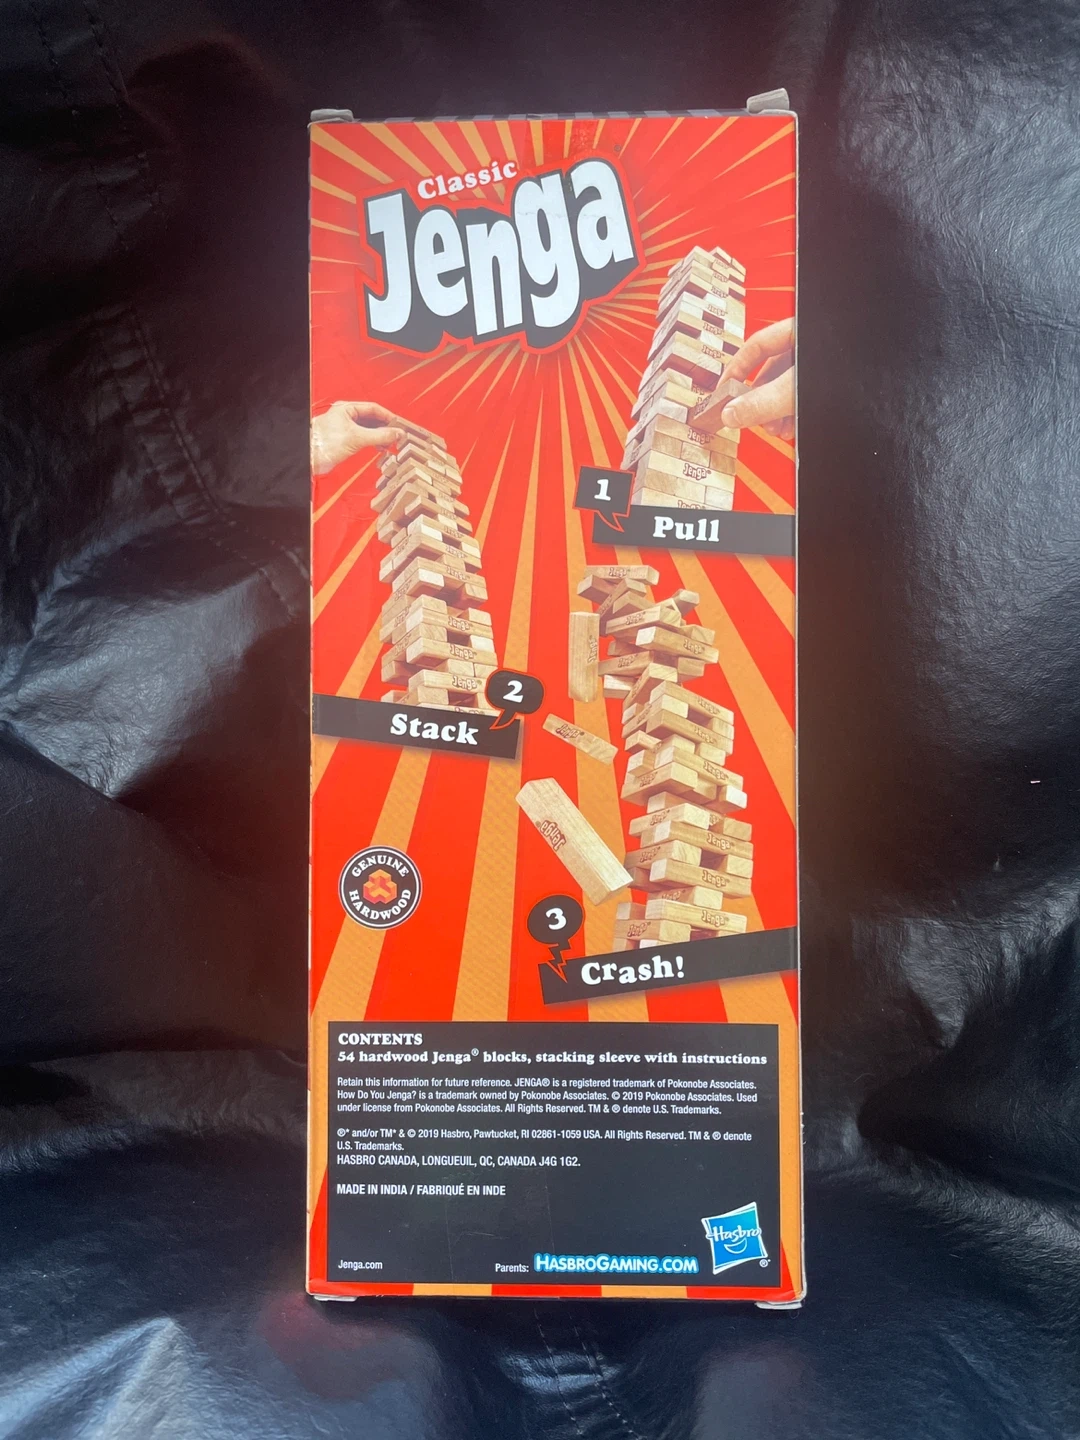 Classic
Jenga
1
Pull
2
Stack
GENUINE
HARDWOOD
3
Crash!
CONTENTS
54 hardwood Jenga® blocks, stacking sleeve with instructions
Retain this information for future reference. JENGA® is a registered trademark of Pokonobe Associates.
How Do You Jenga? is a trademark owned by Pokonobe Associates. © 2019 Pokonobe Associates. Used
under license from Pokonobe Associates. All Rights Reserved. TM & ® denote U.S. Trademarks.
®* and/or TM* & © 2019 Hasbro, Pawtucket, RI 02861-1059 USA. All Rights Reserved. TM & ® denote
U.S. Trademarks.
HASBRO CANADA, LONGUEUIL, QC, CANADA J4G 1G2.
MADE IN INDIA / FABRIQUÉ EN INDE
Hasbro
®*
Jenga.com
Parents: HASBROGAMING.COM